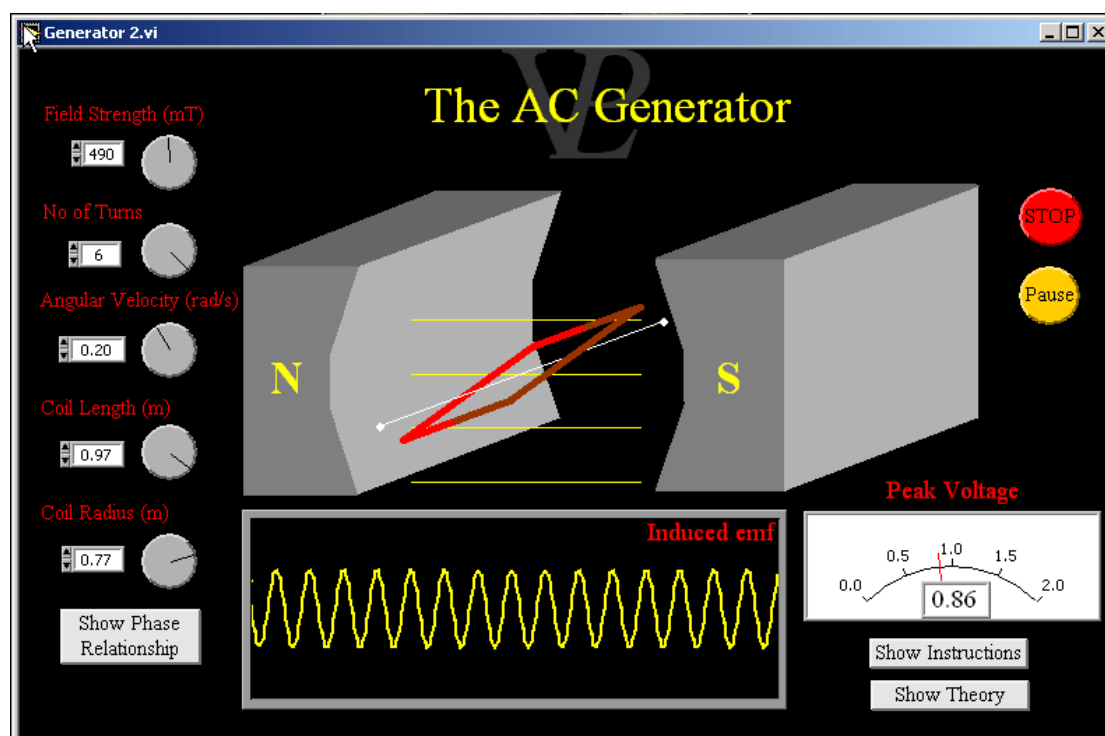 Generator 2.vi
The AC Generator
Field Strength (mT)
490
No of Turns
6
Angular Velocity (rad/s)
0.20
Coil Length (m)
0.97
Coil Radius (m)
0.77
Show Phase
Relationship
N
S
STOP
Pause
Induced emf
Peak Voltage
0.0 0.5 1.0 1.5 2.0
0.86
Show Instructions
Show Theory